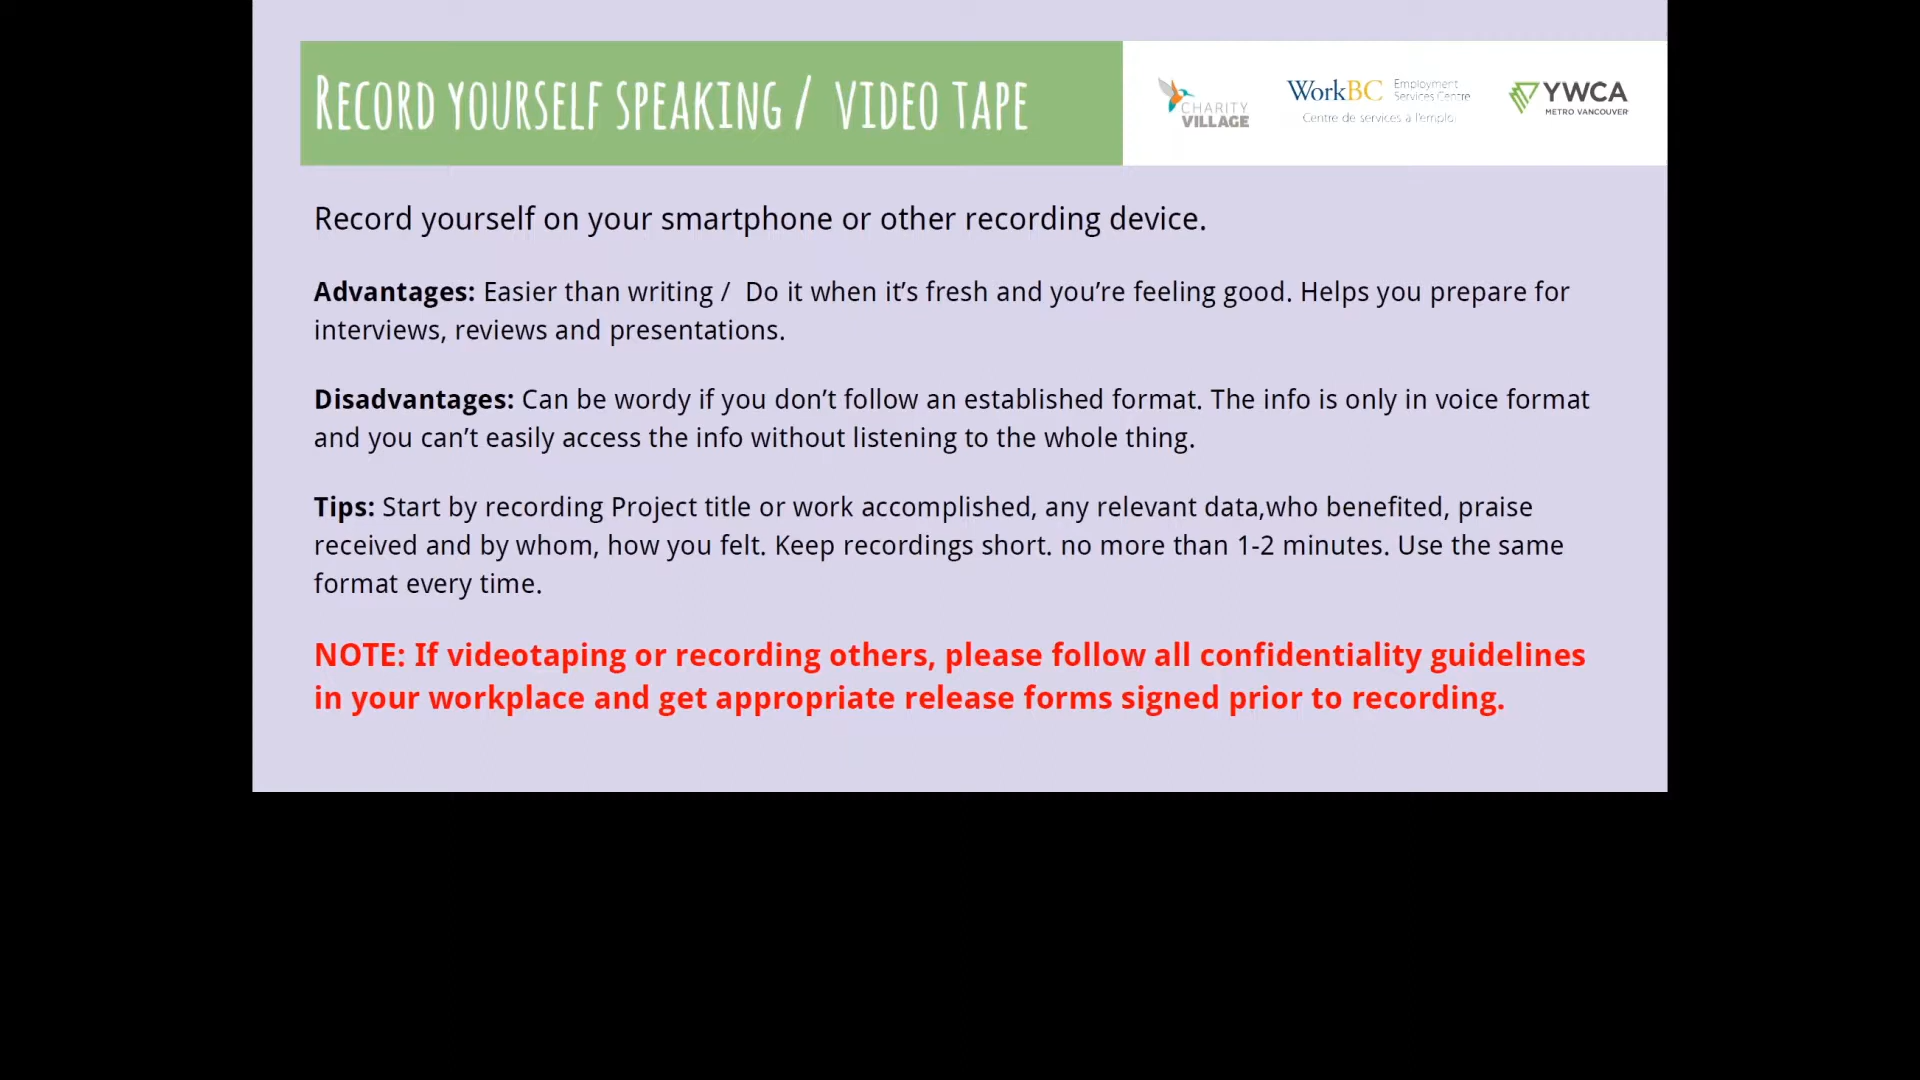 Record yourself speaking / video tape
CHARITY
VILLAGE
WorkBC
Employment
Services Centre
Centre de services à l'emploi
YWCA
METRO VANCOUVER
Record yourself on your smartphone or other recording device.
Advantages: Easier than writing / Do it when it's fresh and you're feeling good. Helps you prepare for
interviews, reviews and presentations.
Disadvantages: Can be wordy if you don't follow an established format. The info is only in voice format
and you can't easily access the info without listening to the whole thing.
Tips: Start by recording Project title or work accomplished, any relevant data,who benefited, praise
received and by whom, how you felt. Keep recordings short. no more than 1-2 minutes. Use the same
format every time.
NOTE: If videotaping or recording others, please follow all confidentiality guidelines
in your workplace and get appropriate release forms signed prior to recording.